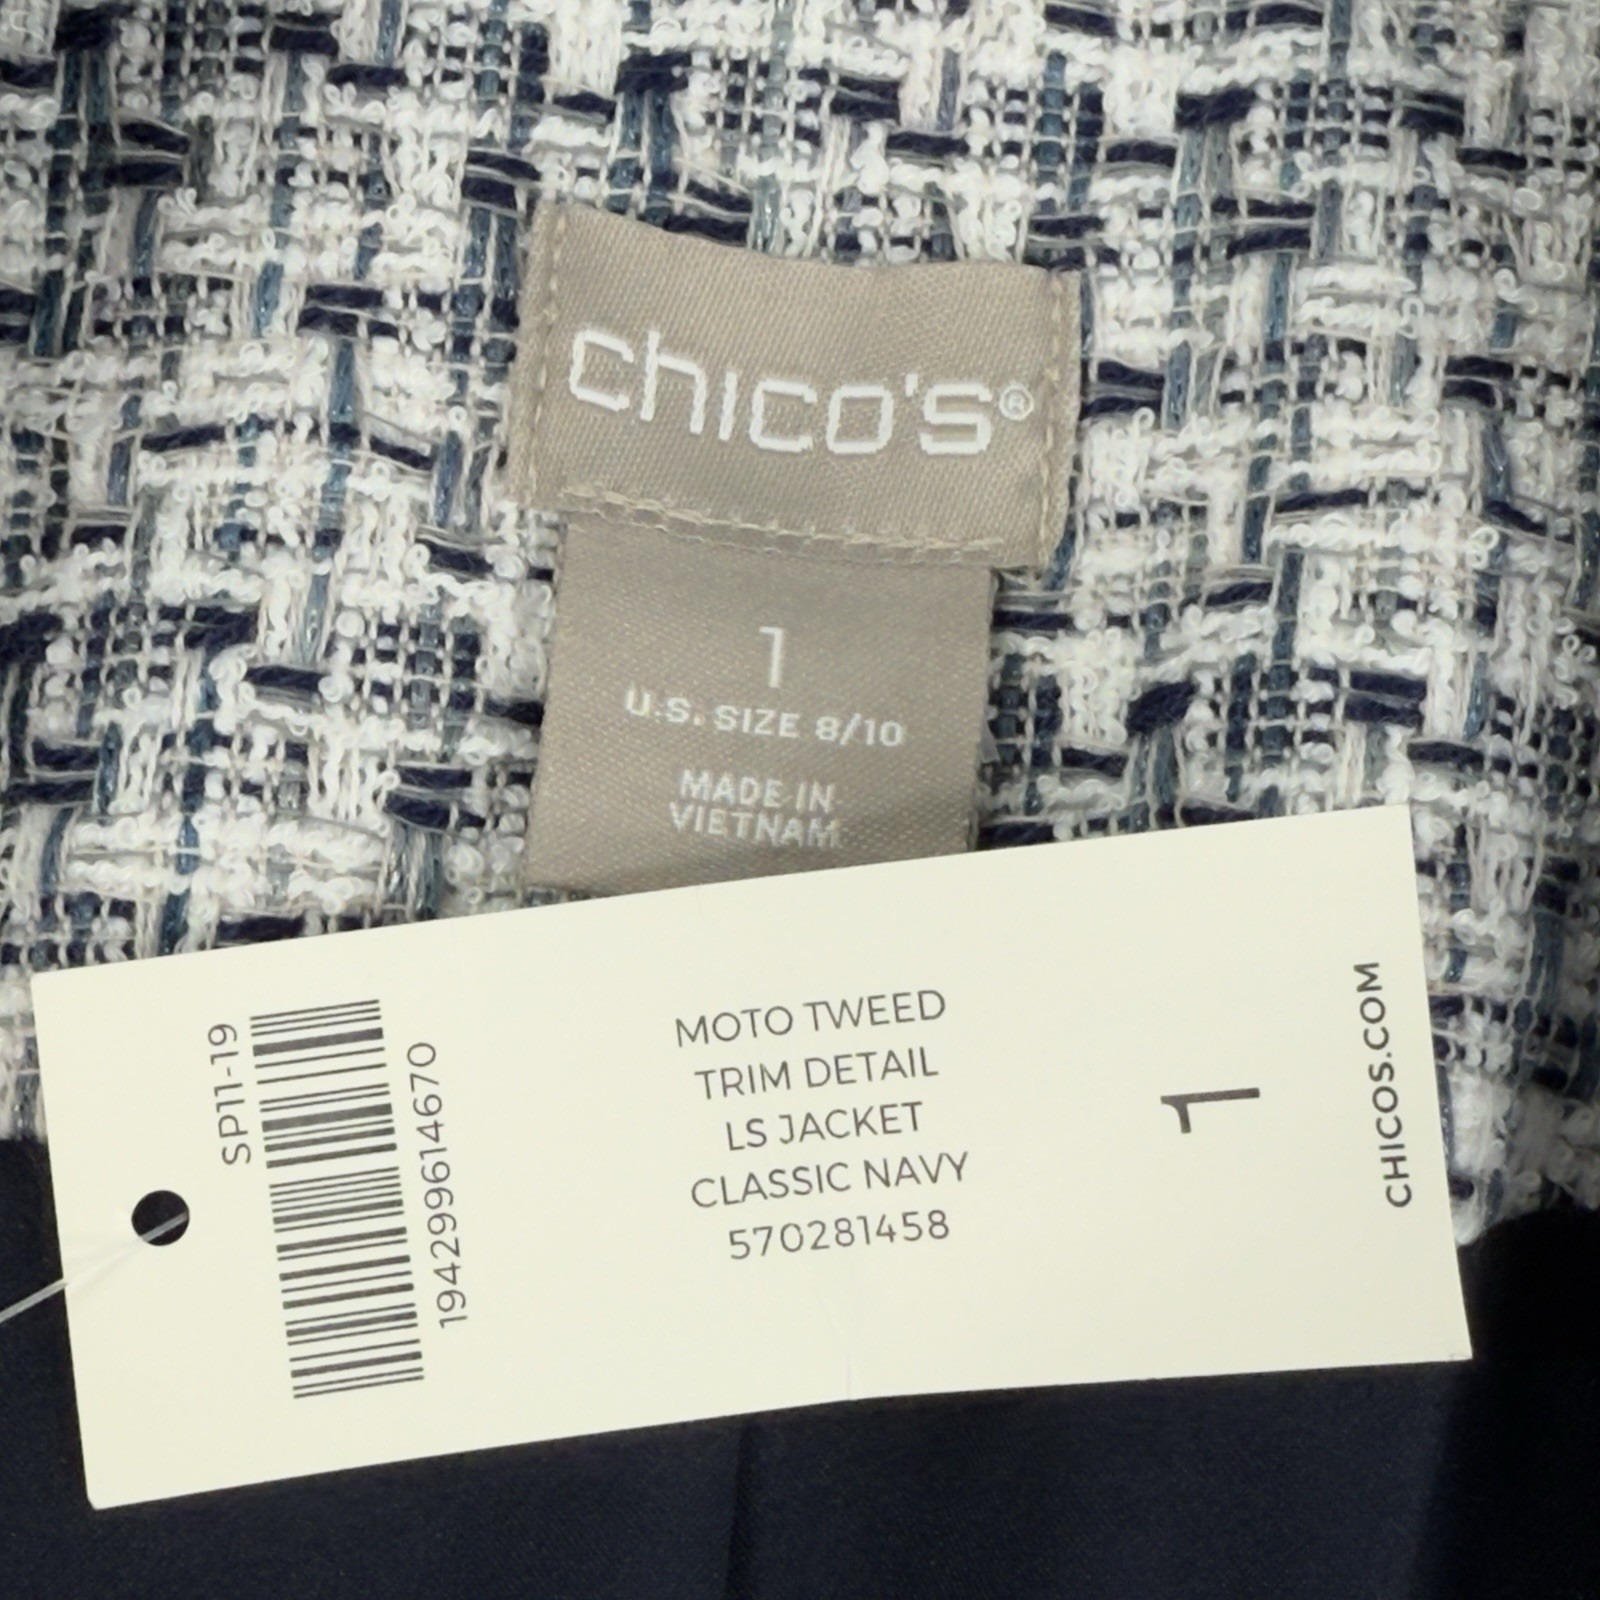 chico's®
1
U.S. SIZE 8/10
MADE IN
VIETNAM
SP11-19
194299614670
MOTO TWEED
TRIM DETAIL
LS JACKET
CLASSIC NAVY
570281458
1
CHICOS.COM